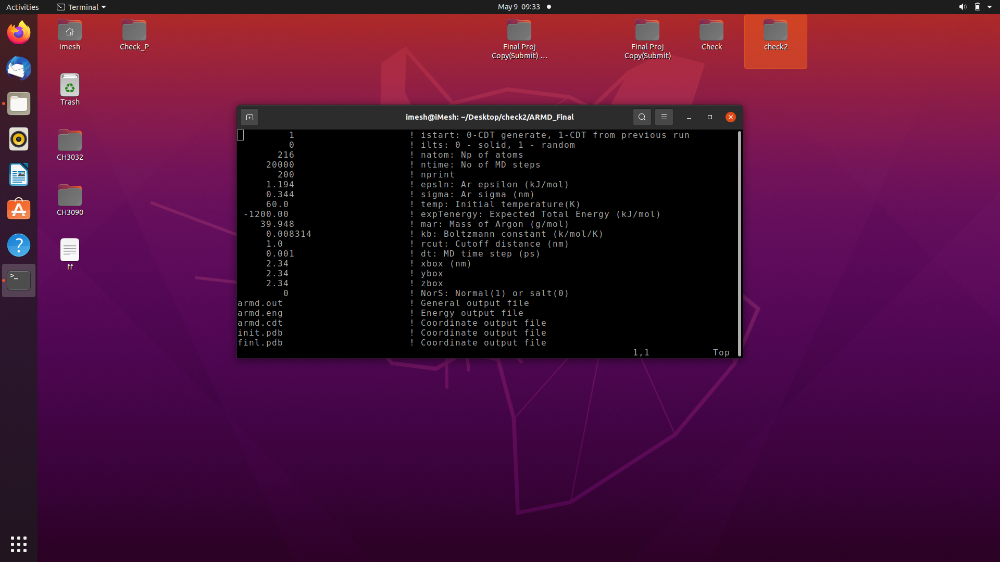 Activities
Terminal
May 9 09:33
imesh
Check_P
Final Proj
Copy(Submit) ...
Final Proj
Copy(Submit)
Check
check2
Trash
CH3032
CH3090
ff
imesh@iMesh: ~/Desktop/check2/ARMD_Final
1 ! istart: 0-CDT generate, 1-CDT from previous run
0 ! ilts: 0 - solid, 1 - random
216 ! natom: Np of atoms
20000 ! ntime: No of MD steps
200 ! nprint
1.194 ! epsln: Ar epsilon (kJ/mol)
0.344 ! sigma: Ar sigma (nm)
60.0 ! temp: Initial temperature(K)
-1200.00 ! expTenergy: Expected Total Energy (kJ/mol)
39.948 ! mar: Mass of Argon (g/mol)
0.008314 ! kb: Boltzmann constant (k/mol/K)
1.0 ! rcut: Cutoff distance (nm)
0.001 ! dt: MD time step (ps)
2.34 ! xbox (nm)
2.34 ! ybox
2.34 ! zbox
0 ! NorS: Normal(1) or salt(0)
armd.out ! General output file
armd.eng ! Energy output file
armd.cdt ! Coordinate output file
init.pdb ! Coordinate output file
finl.pdb ! Coordinate output file
1,1 Top